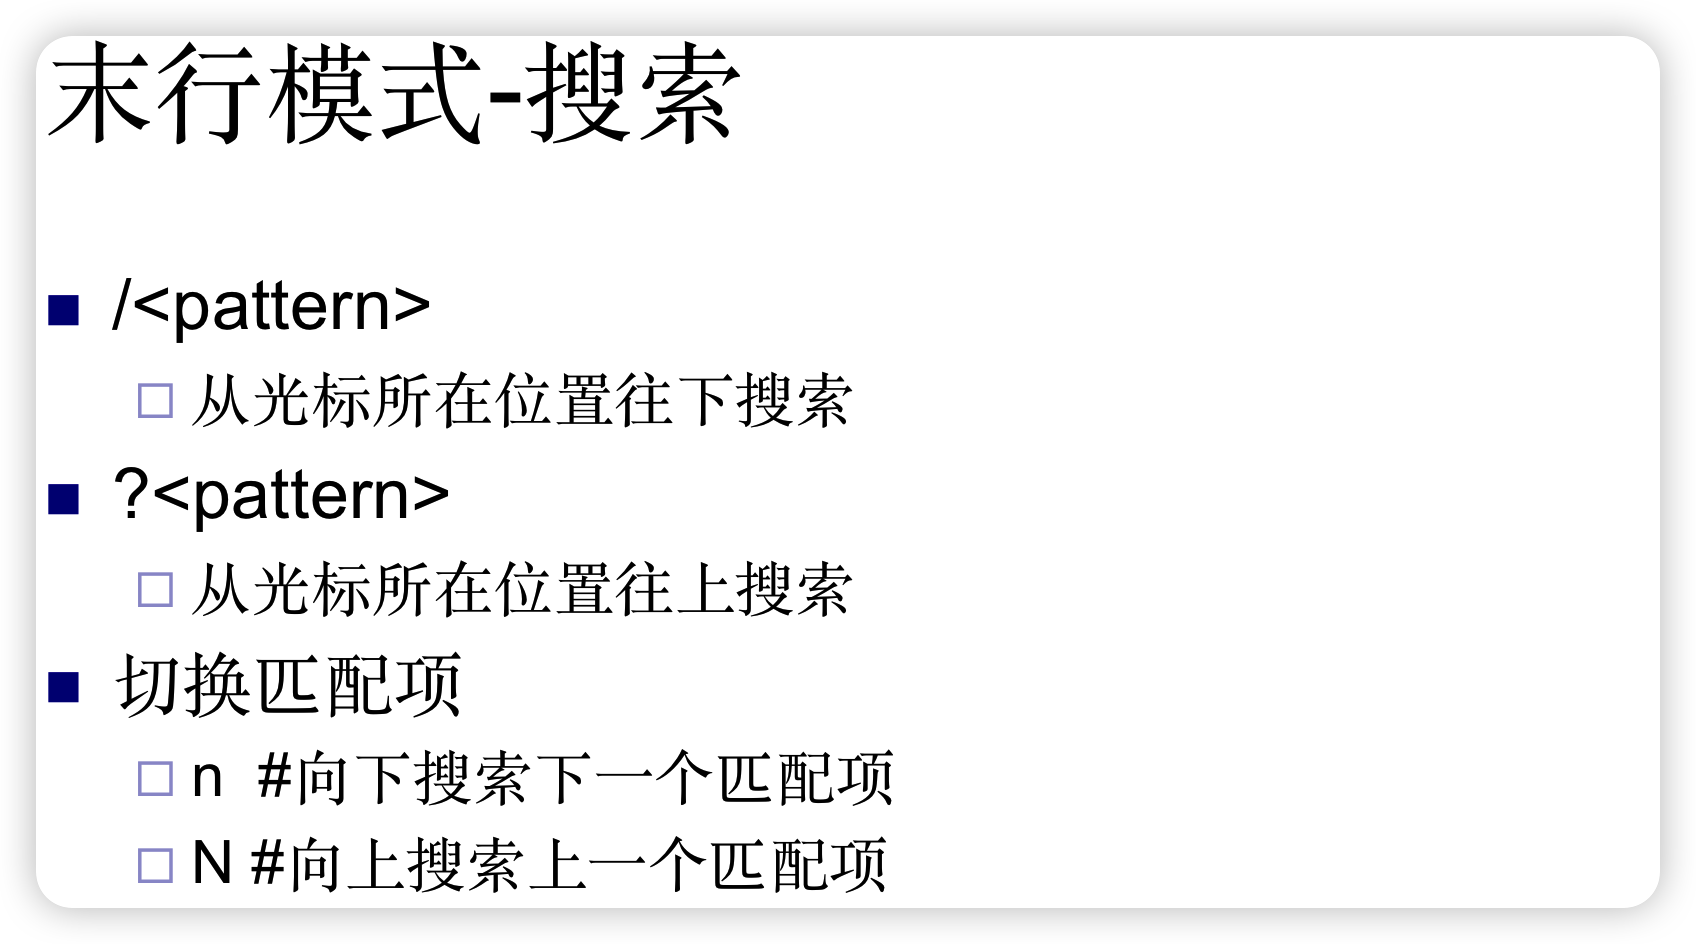 末行模式-搜索
/<pattern>
从光标所在位置往下搜索
?<pattern>
从光标所在位置往上搜索
切换匹配项
n  #向下搜索下一个匹配项
N #向上搜索上一个匹配项